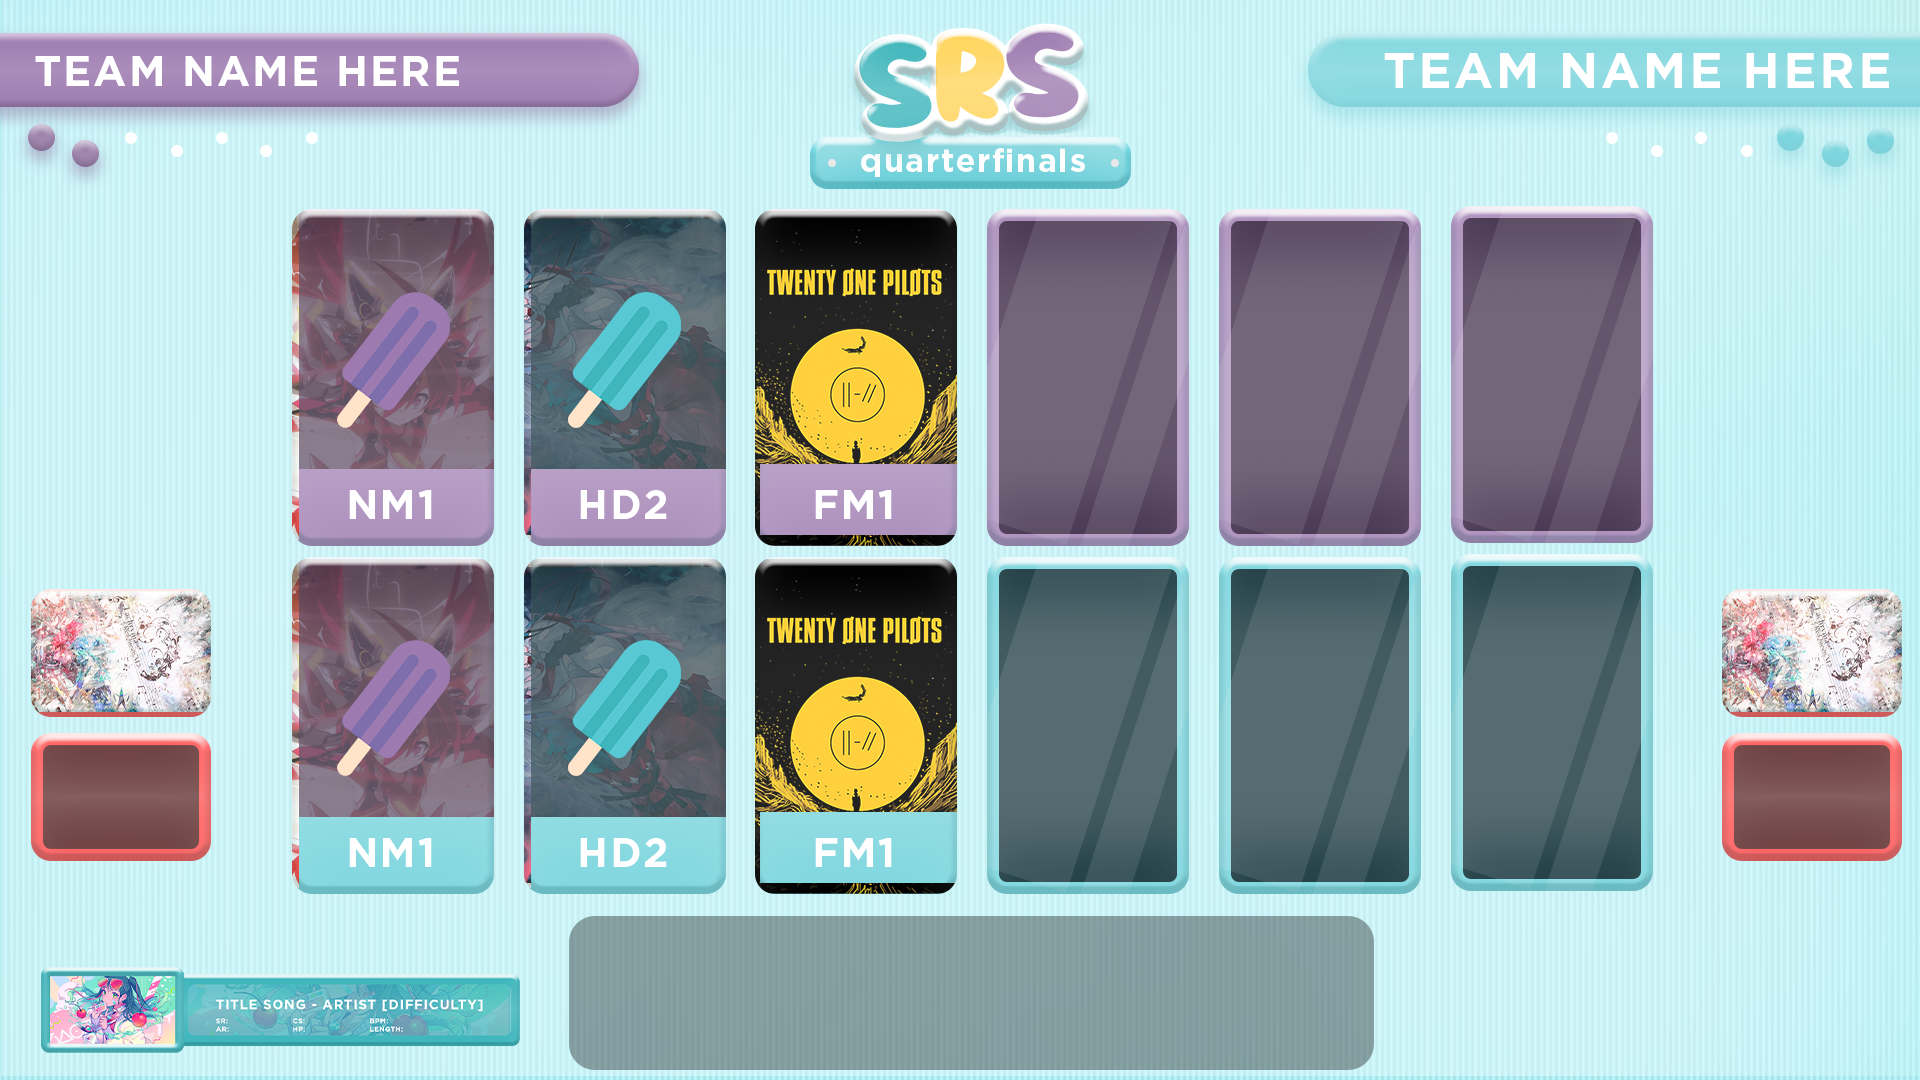 TEAM NAME HERE
SRS
TEAM NAME HERE
quarterfinals
TWENTY ØNE PILØTS
NM1
HD2
FM1
TWENTY ØNE PILØTS
NM1
HD2
FM1
TITLE SONG - ARTIST [DIFFICULTY]
SR: CS: BPM:
AR: HP: LENGTH: